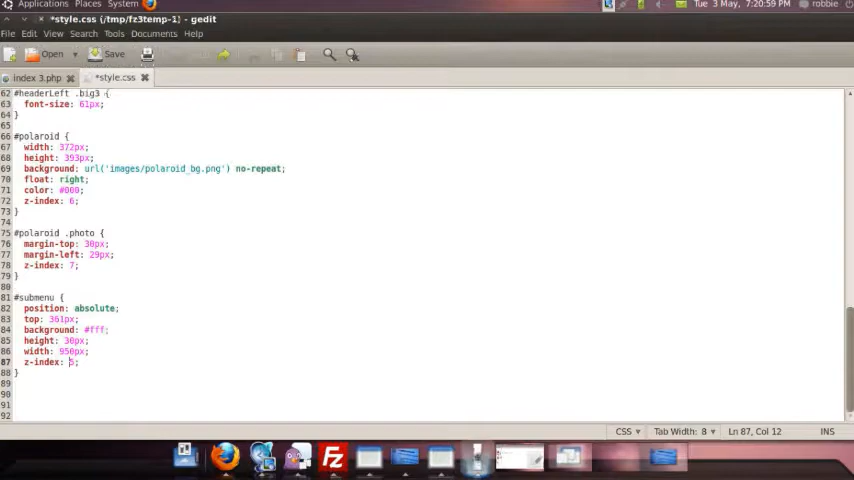 Applications Places System
Tue 3 May, 7:20:59 PM
robbie
*style.css (/tmp/fz3temp-1) - gedit
File Edit View Search Tools Documents Help
Open Save
index 3.php
*style.css
62 #headerLeft .big3 {
63 font-size: 61px;
64 }
65
66 #polaroid {
67 width: 372px;
68 height: 393px;
69 background: url('images/polaroid_bg.png') no-repeat;
70 float: right;
71 color: #000;
72 z-index: 6;
73 }
74
75 #polaroid .photo {
76 margin-top: 30px;
77 margin-left: 29px;
78 z-index: 7;
79 }
80
81 #submenu {
82 position: absolute;
83 top: 361px;
84 background: #fff;
85 height: 30px;
86 width: 950px;
87 z-index: 5;
88 }
89
90
91
92
CSS Tab Width: 8 Ln 87, Col 12 INS
Fz